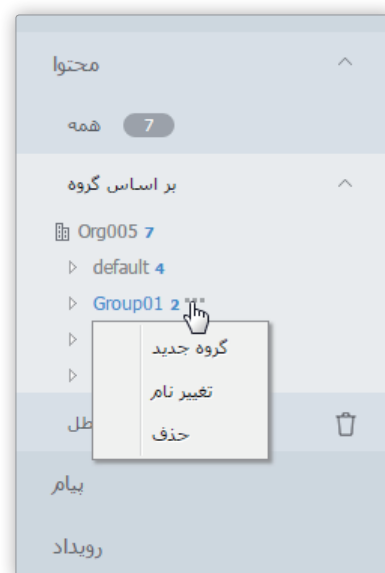 محتوا
همه 7
بر اساس گروه
Org005 7
default 4
Group01 2
گروه جدید
تغییر نام
حذف
پیام
رویداد